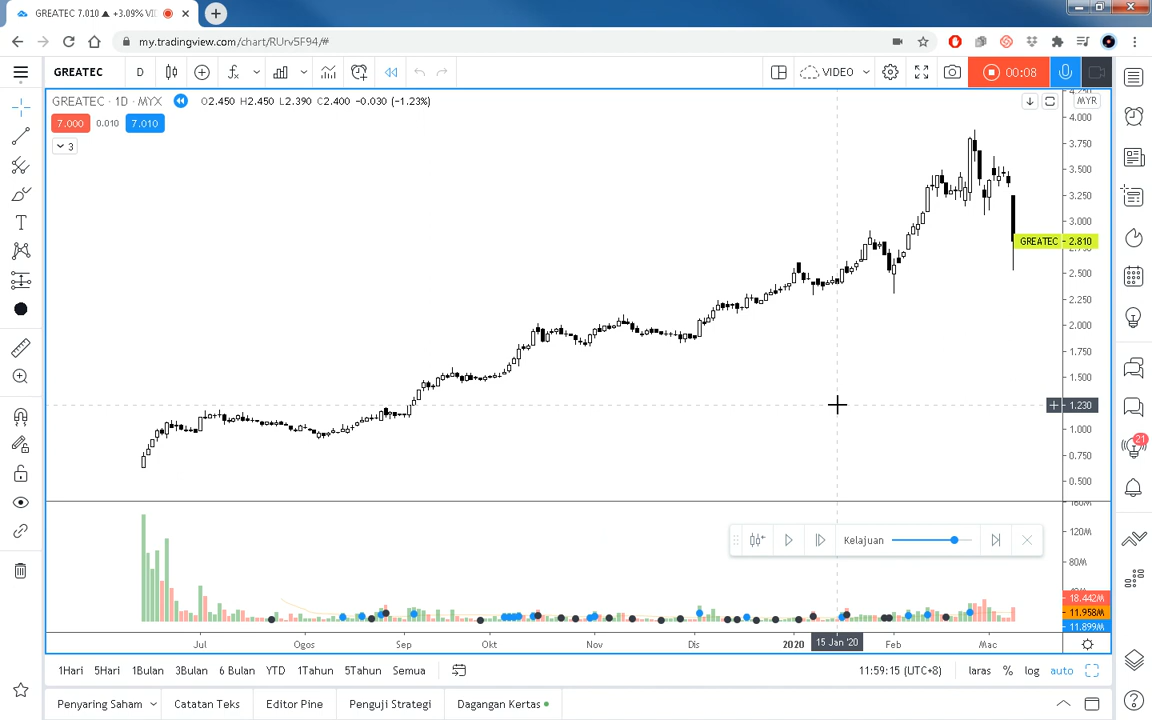 GREATEC 7.010 ▲ +3.09% VI
my.tradingview.com/chart/RUrv5F94/#
GREATEC D VIDEO 00:08
GREATEC · 1D · MYX O2.450 H2.450 L2.390 C2.400 −0.030 (−1.23%) MYR
7.000 0.010 7.010
3
4.000
3.750
3.500
3.250
3.000
GREATEC 2.810
2.500
2.250
2.000
1.750
1.500
1.230
1.000
0.750
0.500
160M
120M
80M
18.442M
11.958M
11.899M
Kelajuan
Jul Ogos Sep Okt Nov Dis 2020 15 Jan '20 Feb Mac
1Hari 5Hari 1Bulan 3Bulan 6 Bulan YTD 1Tahun 5Tahun Semua 11:59:15 (UTC+8) laras % log auto
Penyaring Saham Catatan Teks Editor Pine Penguji Strategi Dagangan Kertas
21